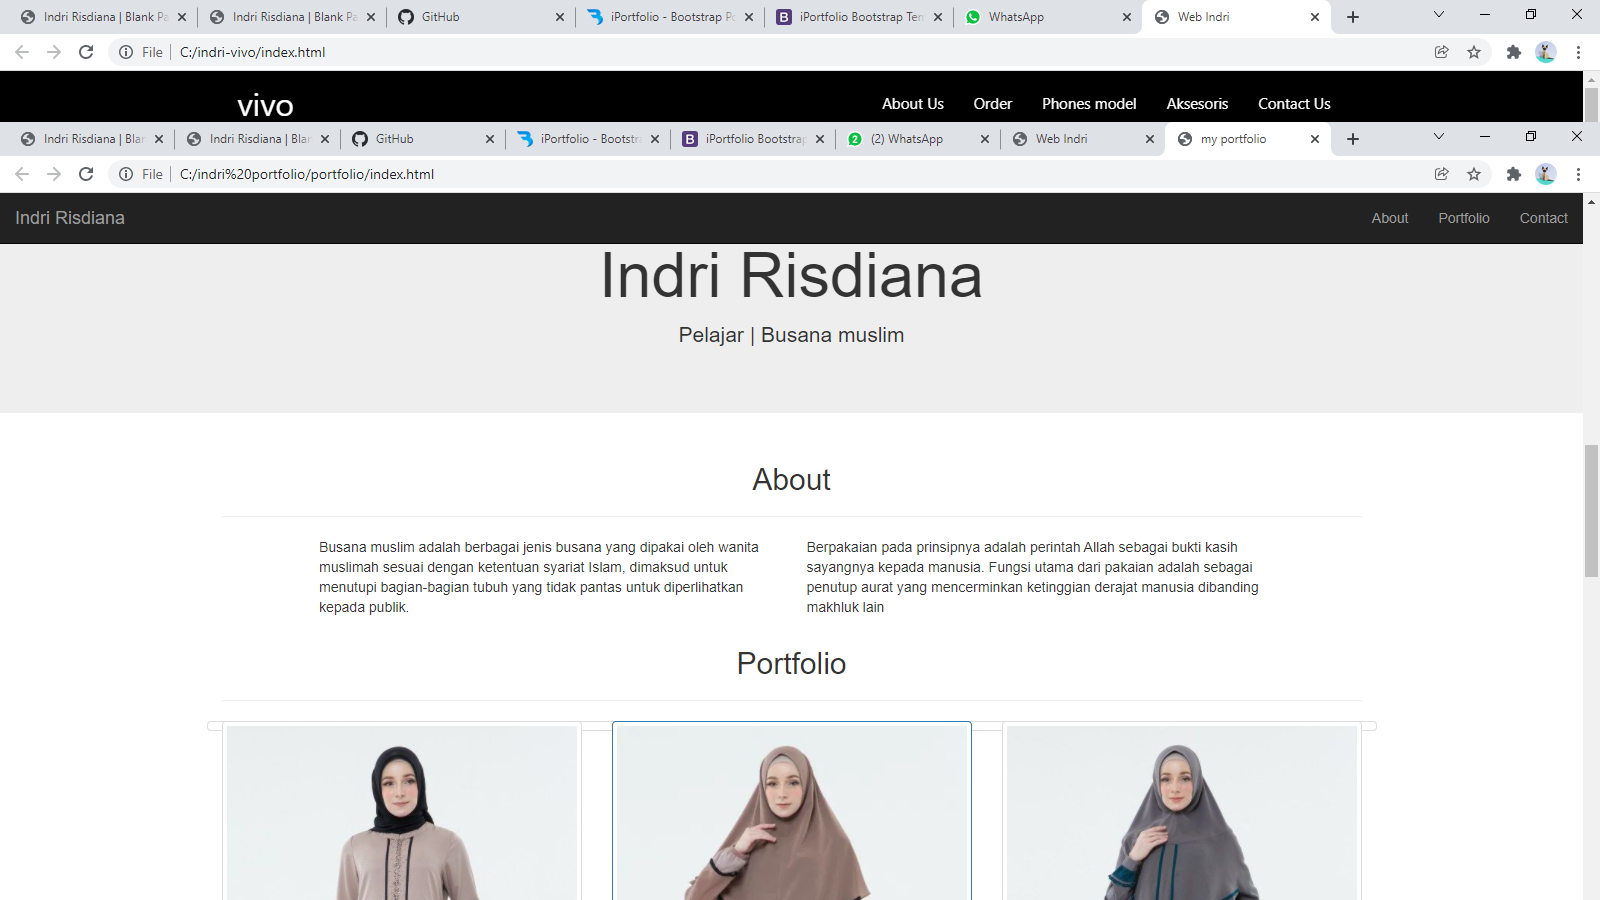 Indri Risdiana | Blank Pa
Indri Risdiana | Blank Pa
GitHub
iPortfolio - Bootstrap Po
iPortfolio Bootstrap Tem
WhatsApp
Web Indri
File | C:/indri-vivo/index.html
vivo
About Us
Order
Phones model
Aksesoris
Contact Us
Indri Risdiana | Blan
Indri Risdiana | Blan
GitHub
iPortfolio - Bootstra
iPortfolio Bootstrap
(2) WhatsApp
Web Indri
my portfolio
File | C:/indri%20portfolio/portfolio/index.html
Indri Risdiana
About
Portfolio
Contact
Indri Risdiana
Pelajar | Busana muslim
About
Busana muslim adalah berbagai jenis busana yang dipakai oleh wanita
muslimah sesuai dengan ketentuan syariat Islam, dimaksud untuk
menutupi bagian-bagian tubuh yang tidak pantas untuk diperlihatkan
kepada publik.
Berpakaian pada prinsipnya adalah perintah Allah sebagai bukti kasih
sayangnya kepada manusia. Fungsi utama dari pakaian adalah sebagai
penutup aurat yang mencerminkan ketinggian derajat manusia dibanding
makhluk lain
Portfolio